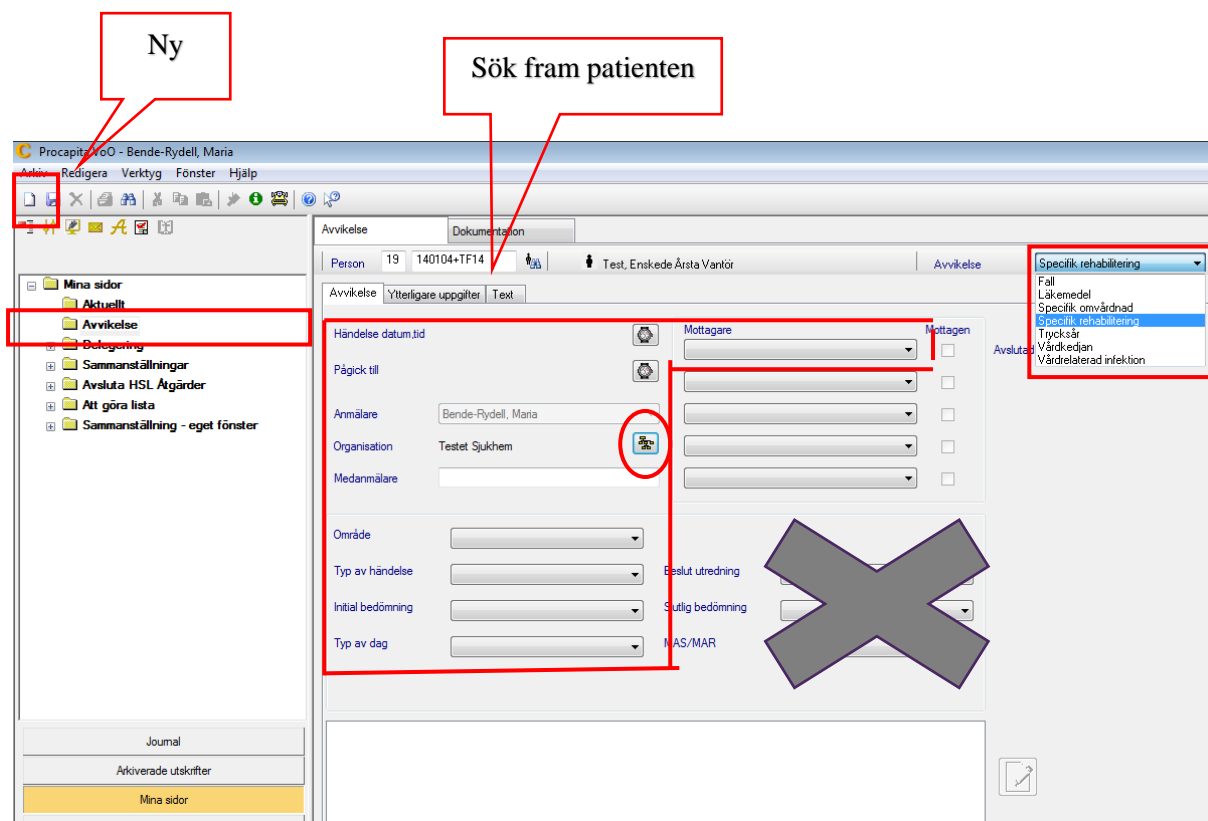 Ny
Sök fram patienten
Procapita VoO - Bende-Rydell, Maria
Arkiv Redigera Verktyg Fönster Hjälp
Avvikelse Dokumentation
Person 19 140104+TF14 Test, Enskede Årsta Vantör Avvikelse Specifik rehabilitering
Fall
Läkemedel
Specifik omvårdnad
Specifik rehabilitering
Trycksår
Vårdkedjan
Vårdrelaterad infektion
Mina sidor
Aktuellt
Avvikelse
Delegering
Sammanställningar
Avsluta HSL Åtgärder
Att göra lista
Sammanställning - eget fönster
Avvikelse Ytterligare uppgifter Text
Händelse datum,tid
Pågick till
Anmälare Bende-Rydell, Maria
Organisation Testet Sjukhem
Medanmälare
Mottagare Mottagen
Område
Typ av händelse
Initial bedömning
Typ av dag
Beslut utredning
Slutlig bedömning
MAS/MAR
Journal
Arkiverade utskrifter
Mina sidor